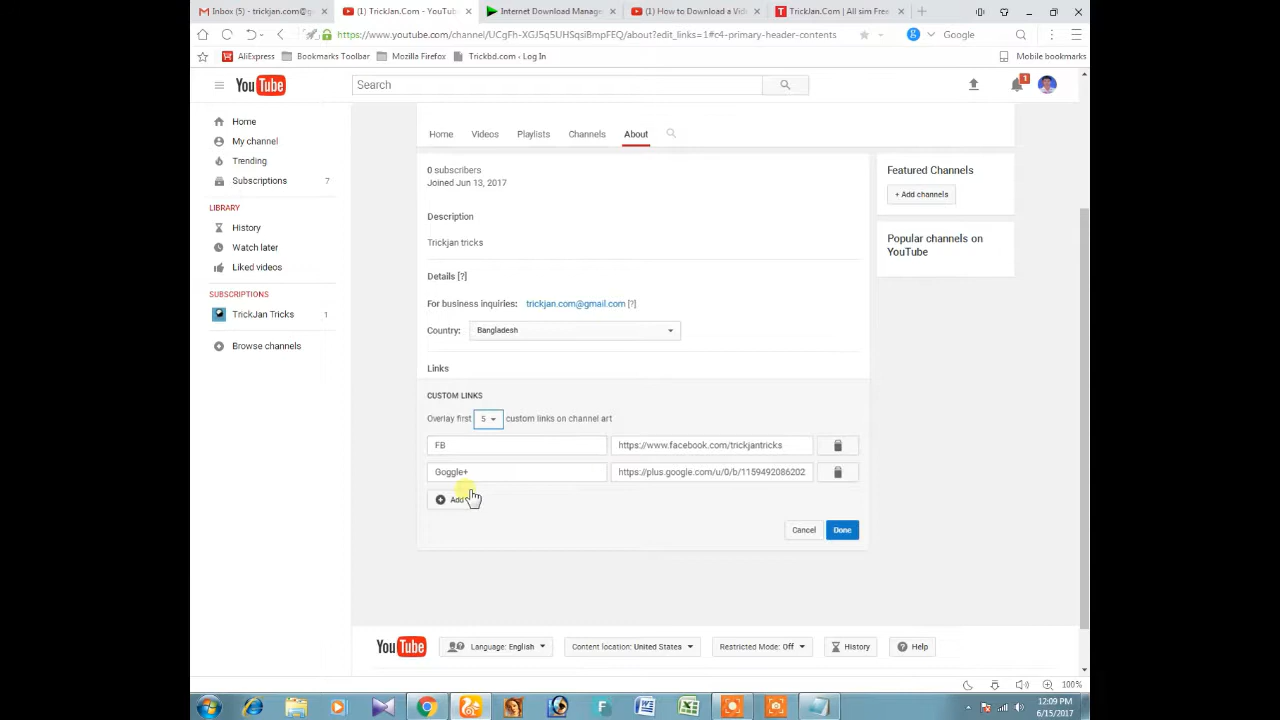 Inbox (5) - trickjan.com@g
(1) TrickJan.Com - YouTub
Internet Download Manage
(1) How to Download a Vid
TrickJan.Com | All sim Free
https://www.youtube.com/channel/UCgFh-XGJ5q5UHSqsiBmpFEQ/about?edit_links=1#c4-primary-header-contents
Google
AliExpress
Bookmarks Toolbar
Mozilla Firefox
Trickbd.com › Log In
Mobile bookmarks
YouTube
Search
1
Home
My channel
Trending
Subscriptions 7
LIBRARY
History
Watch later
Liked videos
SUBSCRIPTIONS
TrickJan Tricks 1
Browse channels
Home Videos Playlists Channels About
0 subscribers
Joined Jun 13, 2017
Description
Trickjan tricks
Details [?]
For business inquiries: trickjan.com@gmail.com [?]
Country: Bangladesh
Links
CUSTOM LINKS
Overlay first 5 custom links on channel art
FB https://www.facebook.com/trickjantricks
Goggle+ https://plus.google.com/u/0/b/1159492086202
Add
Cancel Done
Featured Channels
+ Add channels
Popular channels on
YouTube
YouTube
Language: English
Content location: United States
Restricted Mode: Off
History
Help
100%
12:09 PM
6/15/2017